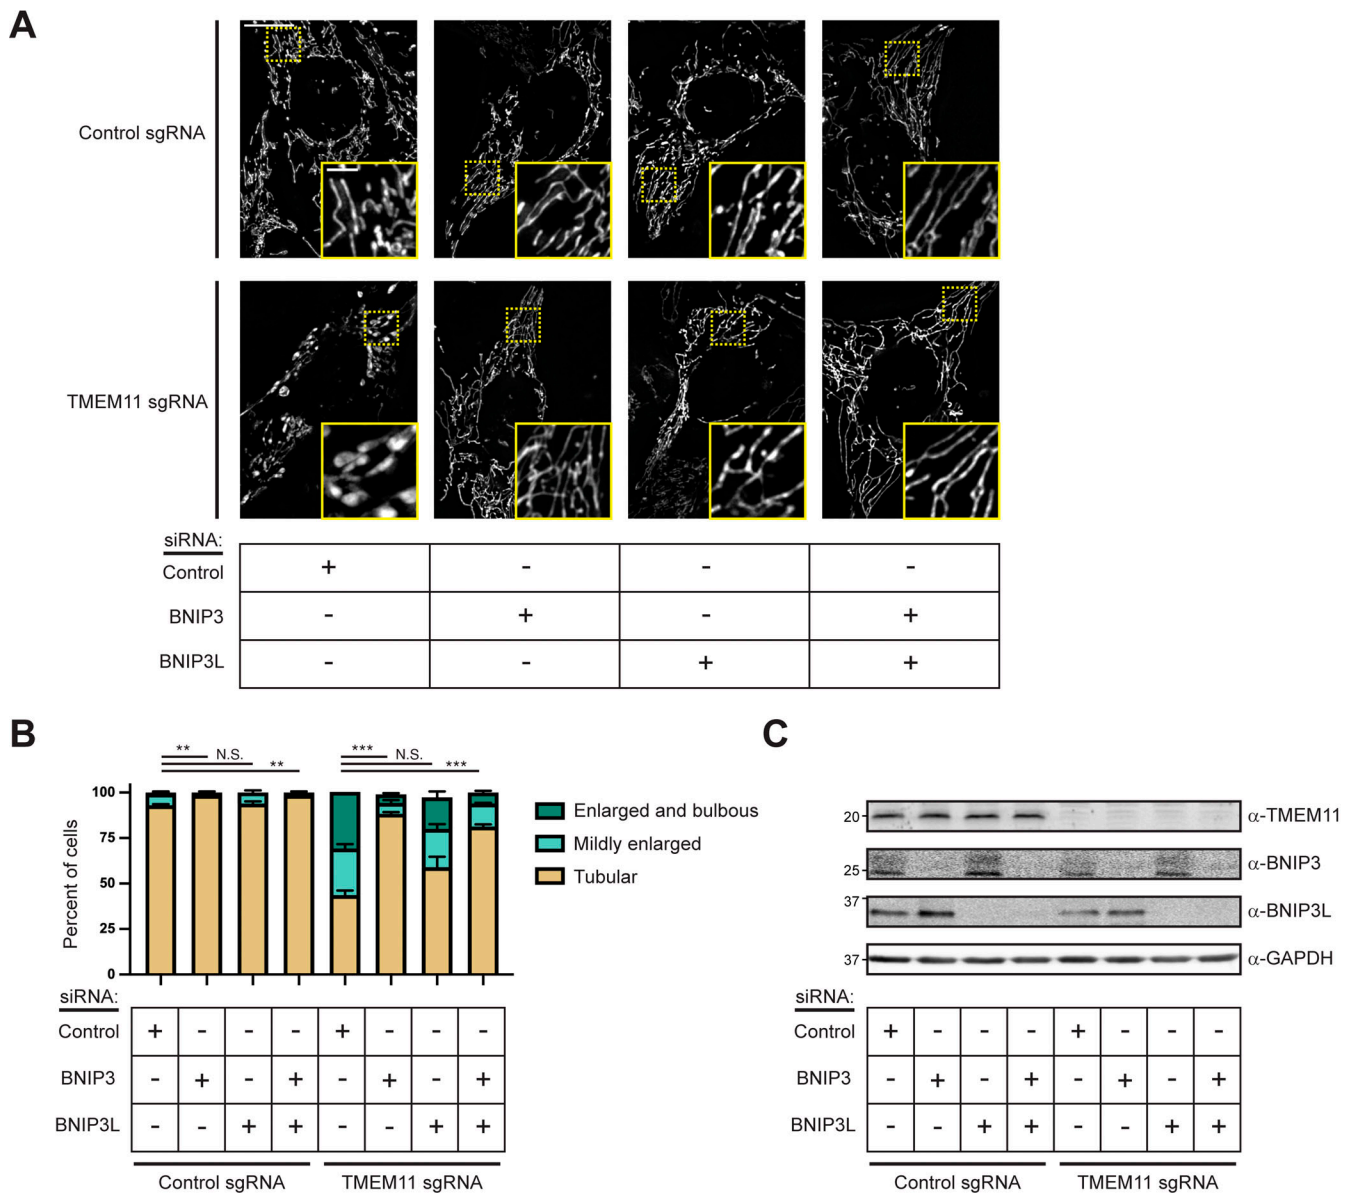 A
Control sgRNA
TMEM11 sgRNA
siRNA:
Control + - - -
BNIP3 - + - +
BNIP3L - - + +
B
** N.S. *** N.S.
** ***
100
75
50
25
0
Percent of cells
Enlarged and bulbous
Mildly enlarged
Tubular
siRNA:
Control + - - - + - - -
BNIP3 - + - + - + - +
BNIP3L - - + + - - + +
Control sgRNA TMEM11 sgRNA
C
20 α-TMEM11
25 α-BNIP3
37 α-BNIP3L
37 α-GAPDH
siRNA:
Control + - - - + - - -
BNIP3 - + - + - + - +
BNIP3L - - + + - - + +
Control sgRNA TMEM11 sgRNA